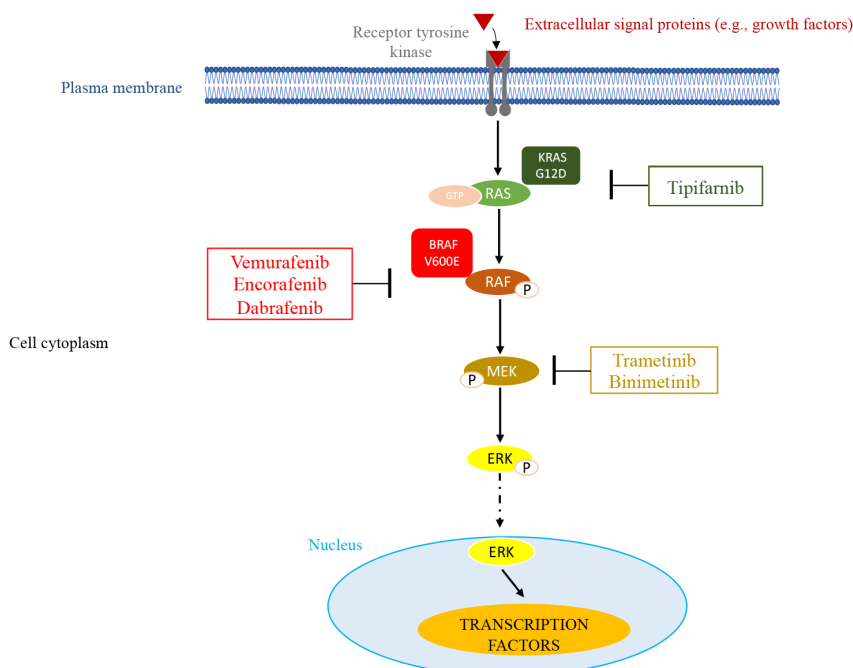 Extracellular signal proteins (e.g., growth factors)
Receptor tyrosine
kinase
Plasma membrane
KRAS
G12D
Tipifarnib
GTP
RAS
BRAF
V600E
Vemurafenib
Encorafenib
Dabrafenib
RAF
P
Cell cytoplasm
Trametinib
Binimetinib
MEK
P
ERK
P
Nucleus
ERK
TRANSCRIPTION
FACTORS